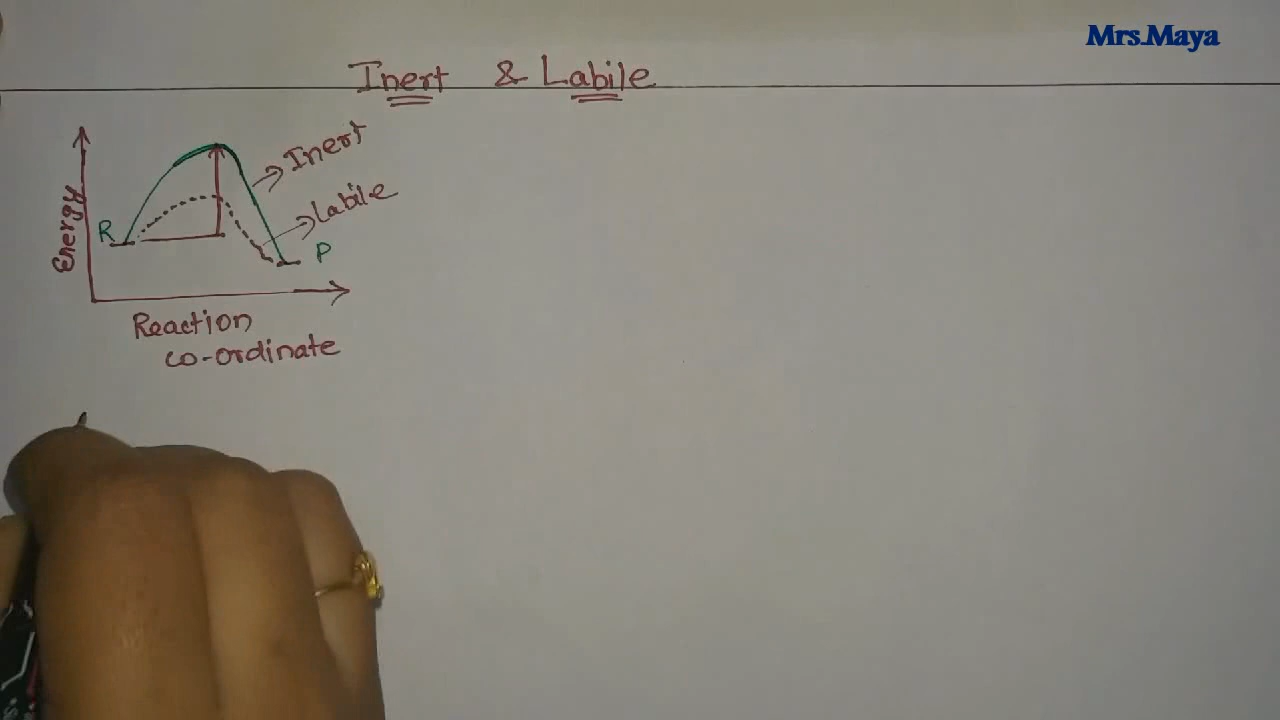 Mrs.Maya
Inert & Labile
Inert
Labile
Energy
R
P
Reaction
co-ordinate